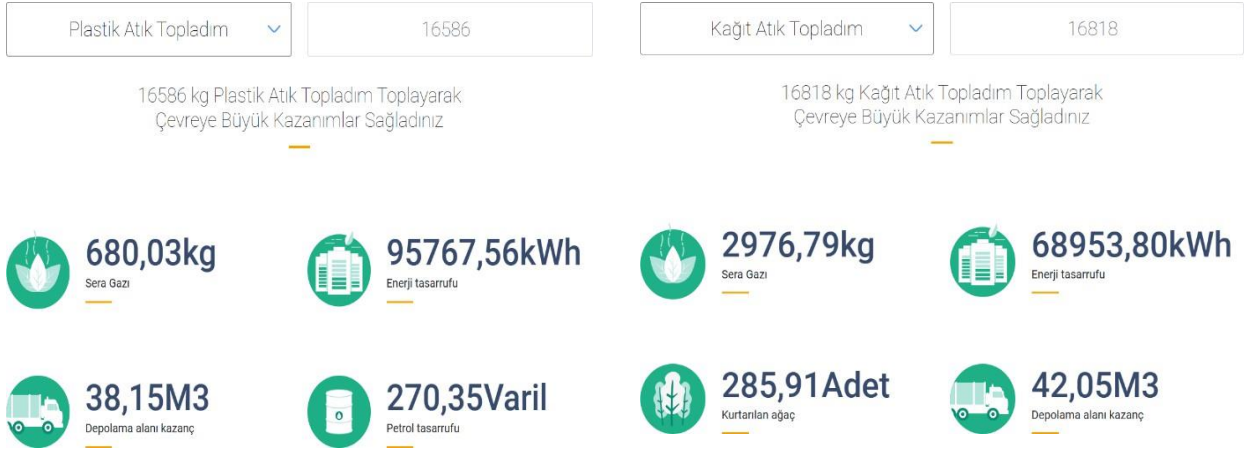 Plastik Atık Topladım
16586
16586 kg Plastik Atık Topladım Toplayarak
Çevreye Büyük Kazanımlar Sağladınız
680,03kg
Sera Gazı
95767,56kWh
Enerji tasarrufu
38,15M3
Depolama alanı kazanç
270,35Varil
Petrol tasarrufu
Kağıt Atık Topladım
16818
16818 kg Kağıt Atık Topladım Toplayarak
Çevreye Büyük Kazanımlar Sağladınız
2976,79kg
Sera Gazı
68953,80kWh
Enerji tasarrufu
285,91Adet
Kurtarılan ağaç
42,05M3
Depolama alanı kazanç